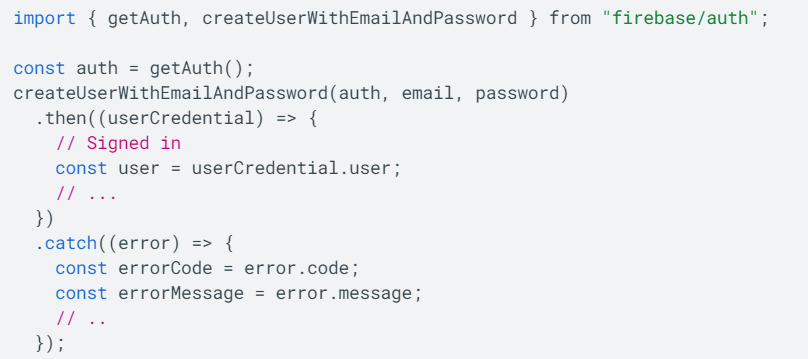 import { getAuth, createUserWithEmailAndPassword } from "firebase/auth";

const auth = getAuth();
createUserWithEmailAndPassword(auth, email, password)
  .then((userCredential) => {
    // Signed in
    const user = userCredential.user;
    // ...
  })
  .catch((error) => {
    const errorCode = error.code;
    const errorMessage = error.message;
    // ..
  });